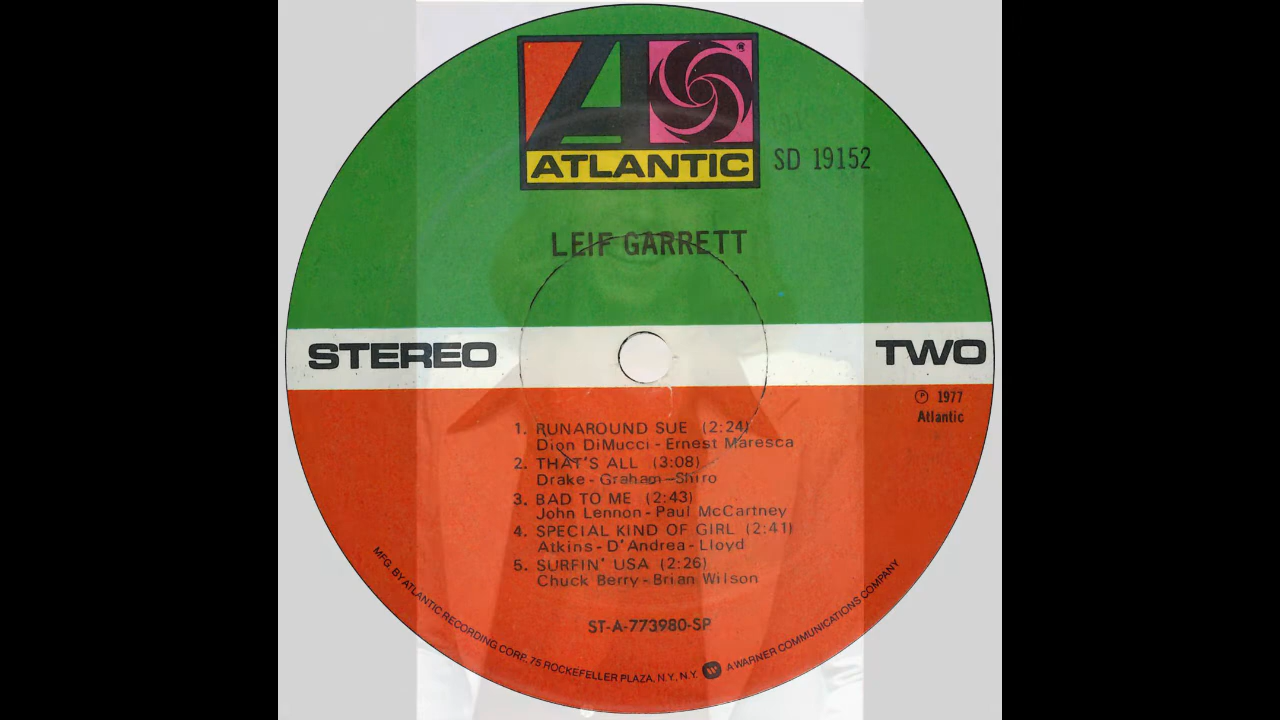 ATLANTIC
SD 19152
LEIF GARRETT
STEREO
TWO
℗ 1977
Atlantic
1. RUNAROUND SUE (2:24)
Dion DiMucci - Ernest Maresca
2. THAT'S ALL (3:08)
Drake - Graham - Shiro
3. BAD TO ME (2:43)
John Lennon - Paul McCartney
4. SPECIAL KIND OF GIRL (2:41)
Atkins - D'Andrea - Lloyd
5. SURFIN' USA (2:26)
Chuck Berry - Brian Wilson
ST-A-773980-SP
MFG. BY ATLANTIC RECORDING CORP. 75 ROCKEFELLER PLAZA, N.Y. N.Y. A WARNER COMMUNICATIONS COMPANY